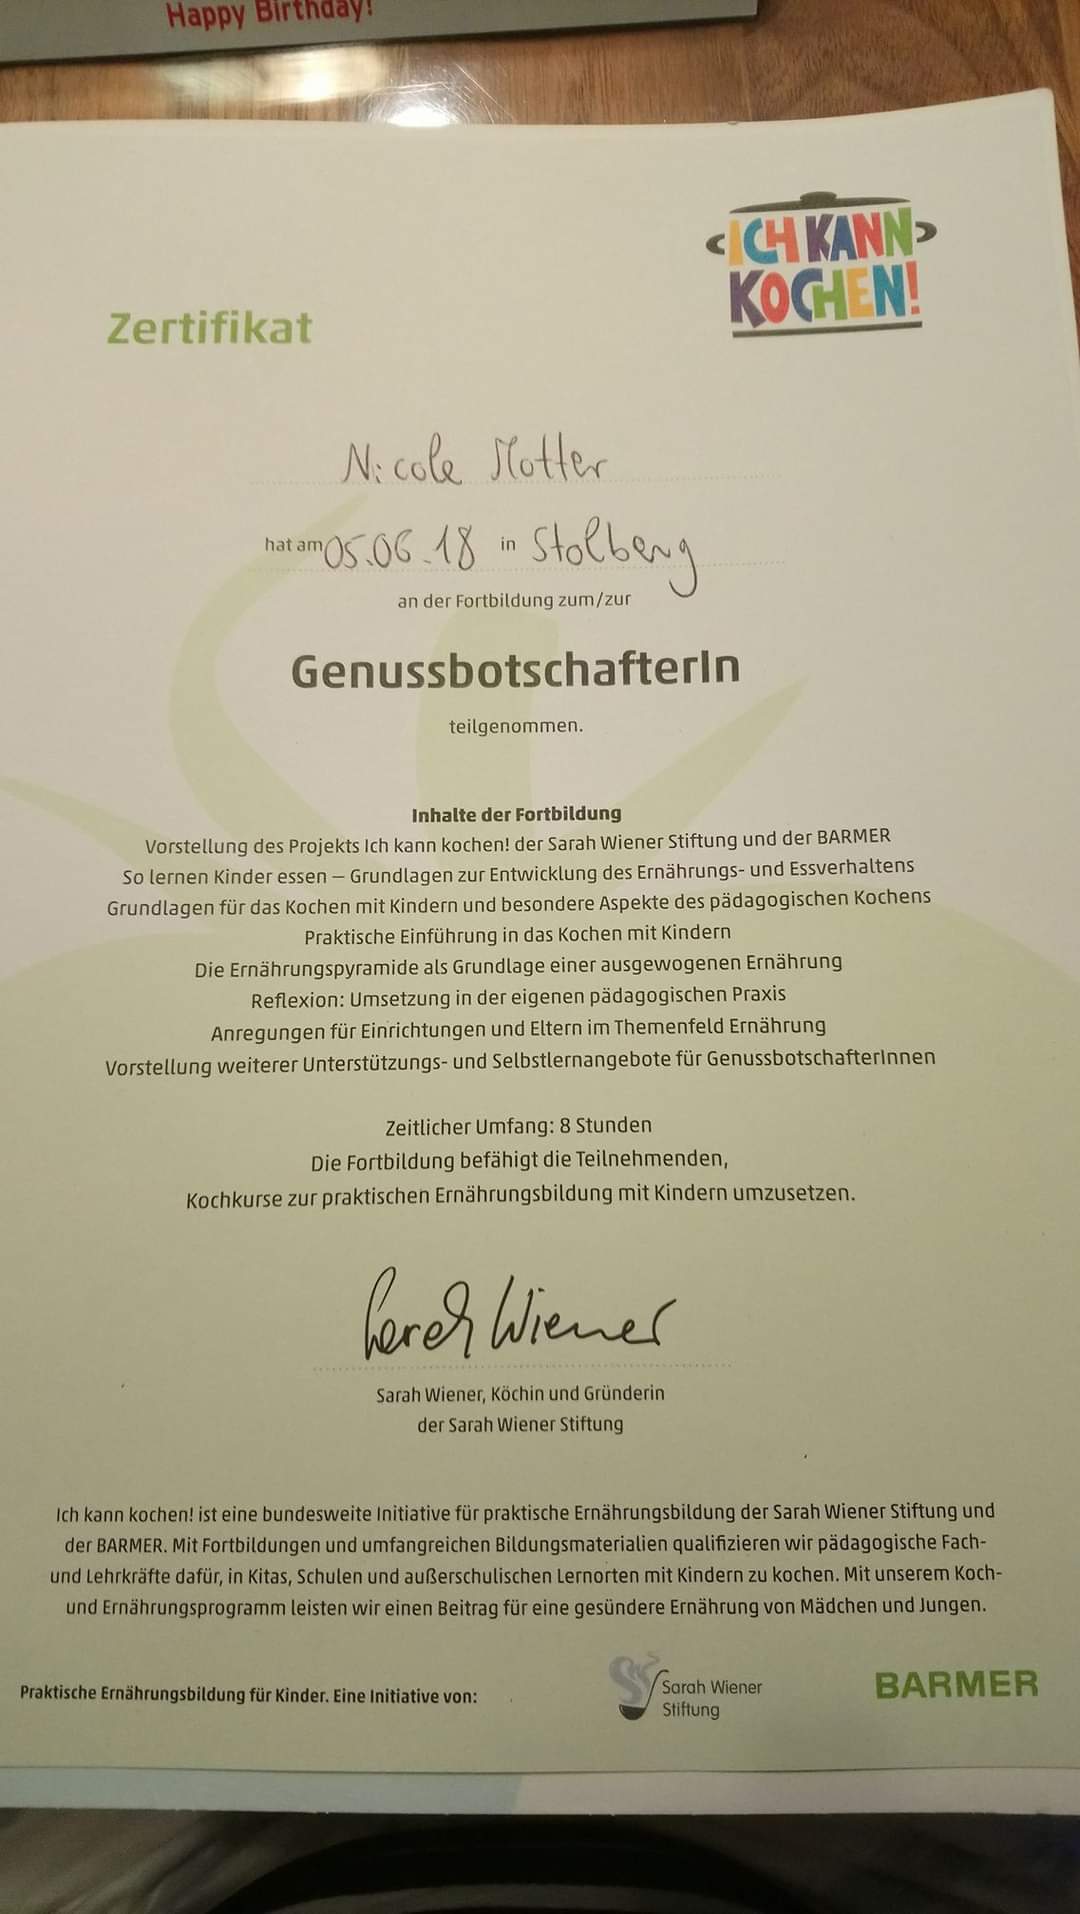 Happy Birthday!
ICH KANN
KOCHEN!
Zertifikat
Nicole Motter
hat am 05.06.18 in Stolberg
an der Fortbildung zum/zur
GenussbotschafterIn
teilgenommen.
Inhalte der Fortbildung
Vorstellung des Projekts Ich kann kochen! der Sarah Wiener Stiftung und der BARMER
So lernen Kinder essen – Grundlagen zur Entwicklung des Ernährungs- und Essverhaltens
Grundlagen für das Kochen mit Kindern und besondere Aspekte des pädagogischen Kochens
Praktische Einführung in das Kochen mit Kindern
Die Ernährungspyramide als Grundlage einer ausgewogenen Ernährung
Reflexion: Umsetzung in der eigenen pädagogischen Praxis
Anregungen für Einrichtungen und Eltern im Themenfeld Ernährung
Vorstellung weiterer Unterstützungs- und Selbstlernangebote für GenussbotschafterInnen
Zeitlicher Umfang: 8 Stunden
Die Fortbildung befähigt die Teilnehmenden,
Kochkurse zur praktischen Ernährungsbildung mit Kindern umzusetzen.
Sarah Wiener
Sarah Wiener, Köchin und Gründerin
der Sarah Wiener Stiftung
Ich kann kochen! ist eine bundesweite Initiative für praktische Ernährungsbildung der Sarah Wiener Stiftung und
der BARMER. Mit Fortbildungen und umfangreichen Bildungsmaterialien qualifizieren wir pädagogische Fach-
und Lehrkräfte dafür, in Kitas, Schulen und außerschulischen Lernorten mit Kindern zu kochen. Mit unserem Koch-
und Ernährungsprogramm leisten wir einen Beitrag für eine gesündere Ernährung von Mädchen und Jungen.
Praktische Ernährungsbildung für Kinder. Eine Initiative von:
Sarah Wiener
Stiftung
BARMER